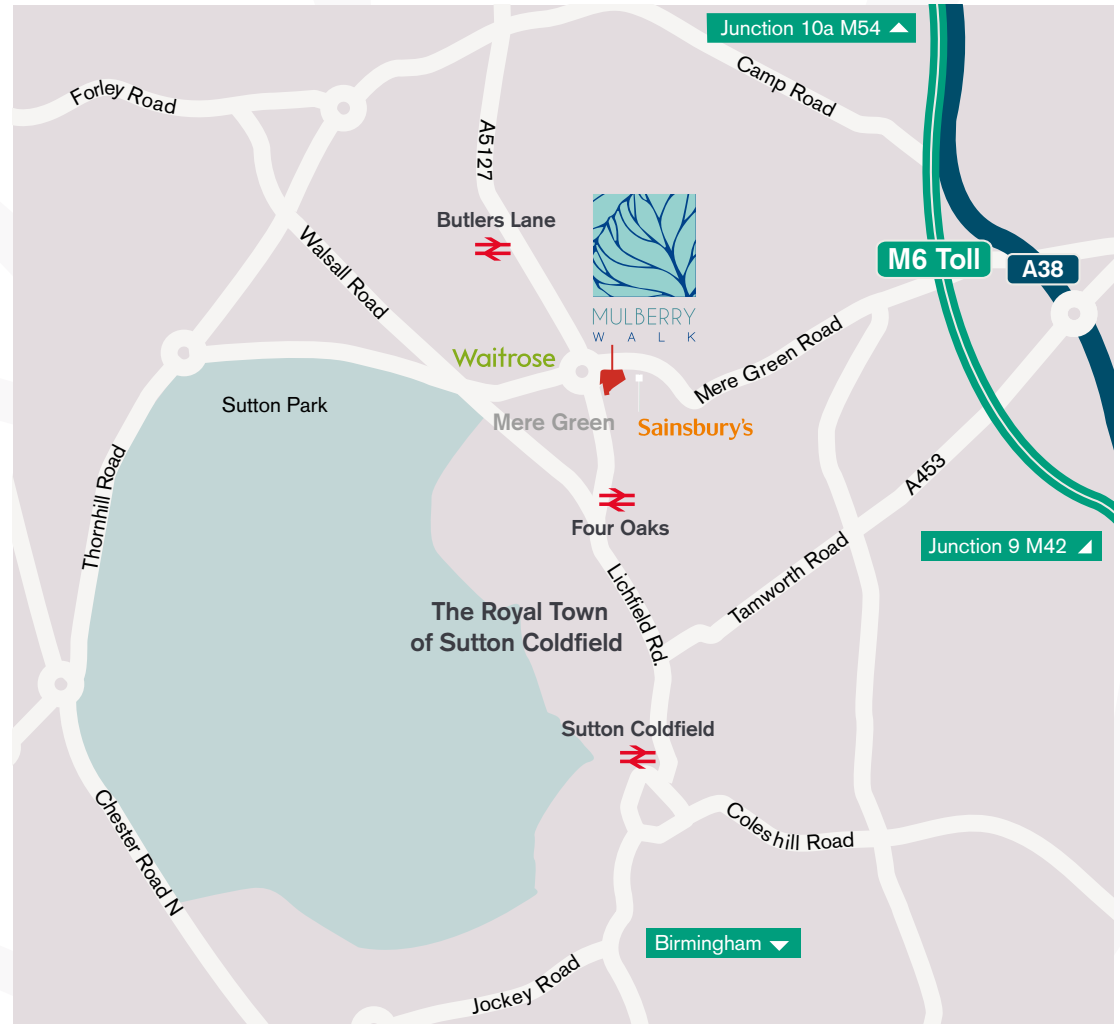 Junction 10a M54
Camp Road
Forley Road
A5127
Butlers Lane
Walsall Road
MULBERRY
WALK
M6 Toll
A38
Waitrose
Mere Green Road
Sutton Park
Mere Green
Sainsbury's
Thornhill Road
A453
Four Oaks
Junction 9 M42
Tamworth Road
Lichfield Rd.
The Royal Town
of Sutton Coldfield
Sutton Coldfield
Chester Road N
Coleshill Road
Birmingham
Jockey Road